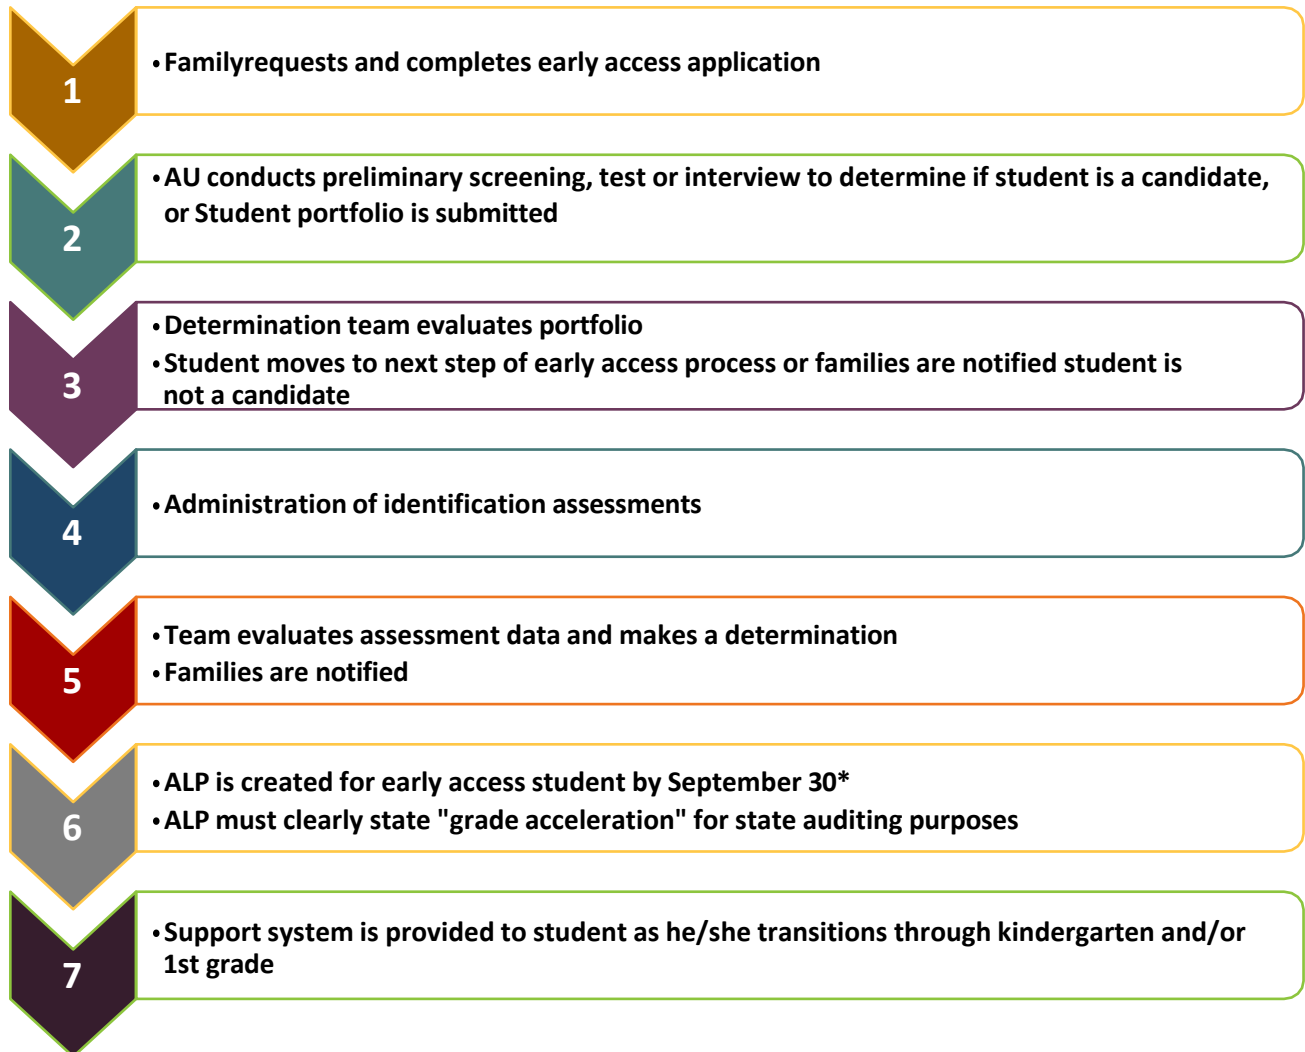 1
•Familyrequests and completes early access application
2
•AU conducts preliminary screening, test or interview to determine if student is a candidate,
or Student portfolio is submitted
3
•Determination team evaluates portfolio
•Student moves to next step of early access process or families are notified student is
not a candidate
4
•Administration of identification assessments
5
•Team evaluates assessment data and makes a determination
•Families are notified
6
•ALP is created for early access student by September 30*
•ALP must clearly state "grade acceleration" for state auditing purposes
7
•Support system is provided to student as he/she transitions through kindergarten and/or
1st grade